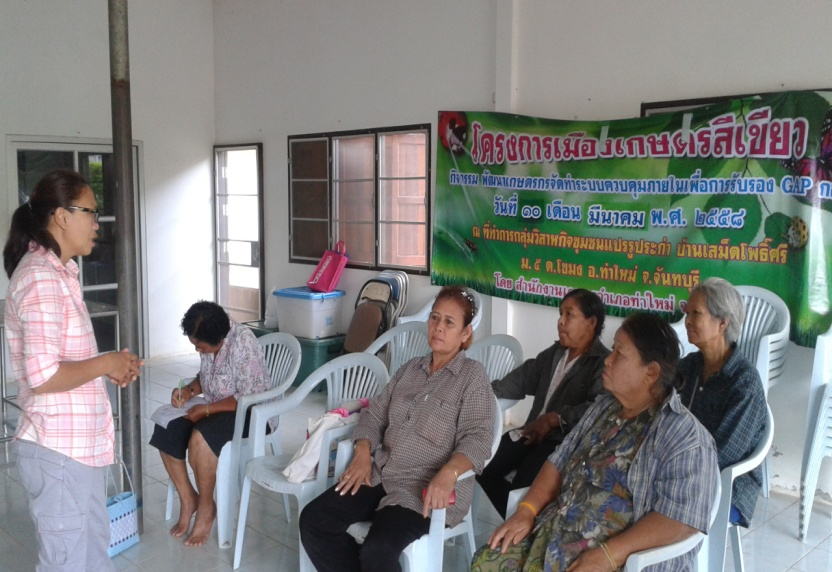 โครงการเมืองเกษตรสีเขียว
กิจกรรม พัฒนาเกษตรกรจัดทำระบบควบคุมภายในเพื่อการรับรอง GAP
วันที่ ๑๐ เดือน มีนาคม พ.ศ. ๒๕๕๘
ณ ที่ทำการกลุ่มวิสาหกิจชุมชนแปรรูประกำ บ้านเสม็ดโพธิ์ศรี
ม.๕ ต.โขมง อ.ท่าใหม่ จ.จันทบุรี
โดย สำนักงานเกษตรอำเภอท่าใหม่